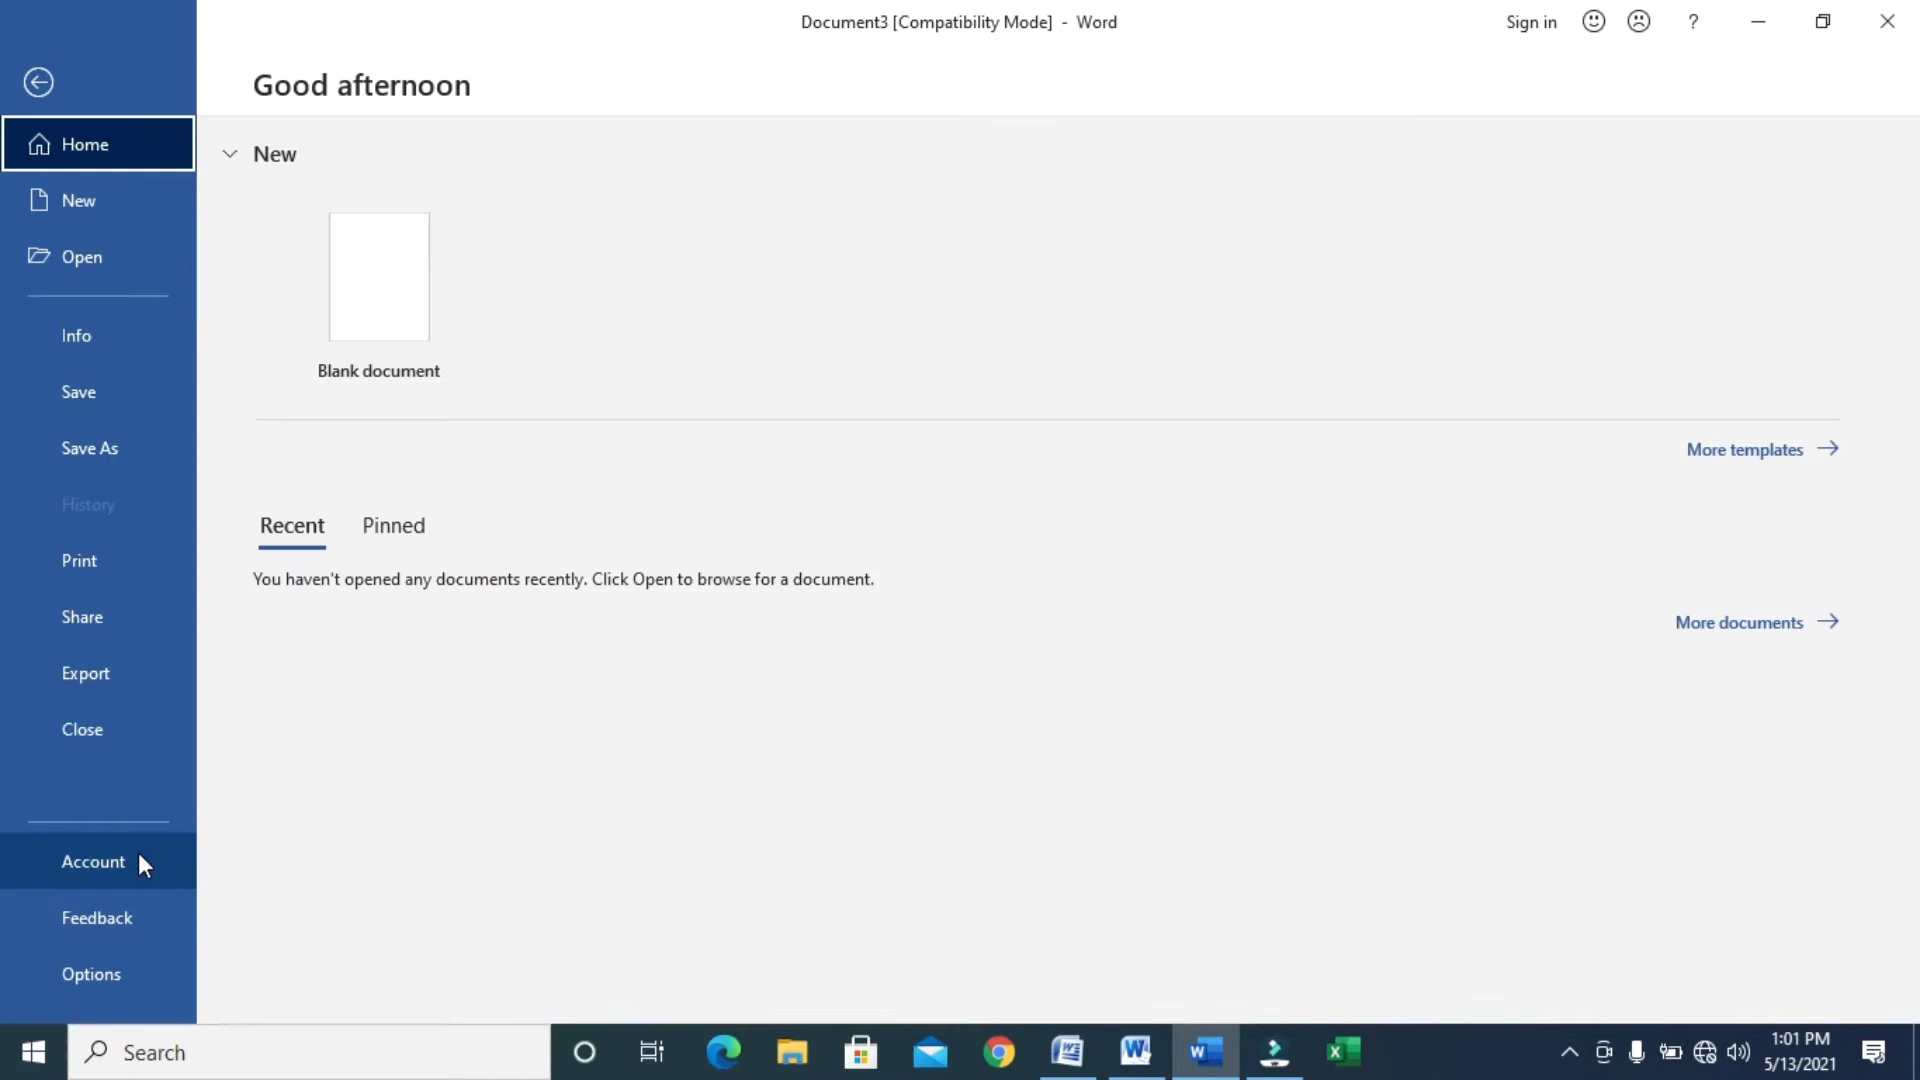 Document3 [Compatibility Mode] - Word
Sign in
?
Good afternoon
Home
New
Open
Info
Save
Save As
History
Print
Share
Export
Close
Account
Feedback
Options
New
Blank document
More templates
Recent Pinned
You haven't opened any documents recently. Click Open to browse for a document.
More documents
Search
1:01 PM
5/13/2021